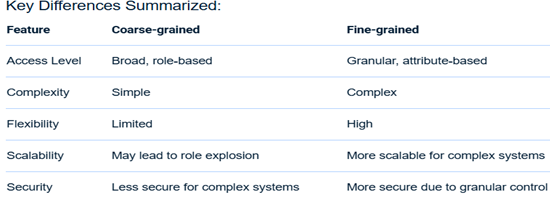 Key Differences Summarized:
Feature Coarse-grained Fine-grained
Access Level Broad, role-based Granular, attribute-based
Complexity Simple Complex
Flexibility Limited High
Scalability May lead to role explosion More scalable for complex systems
Security Less secure for complex systems More secure due to granular control